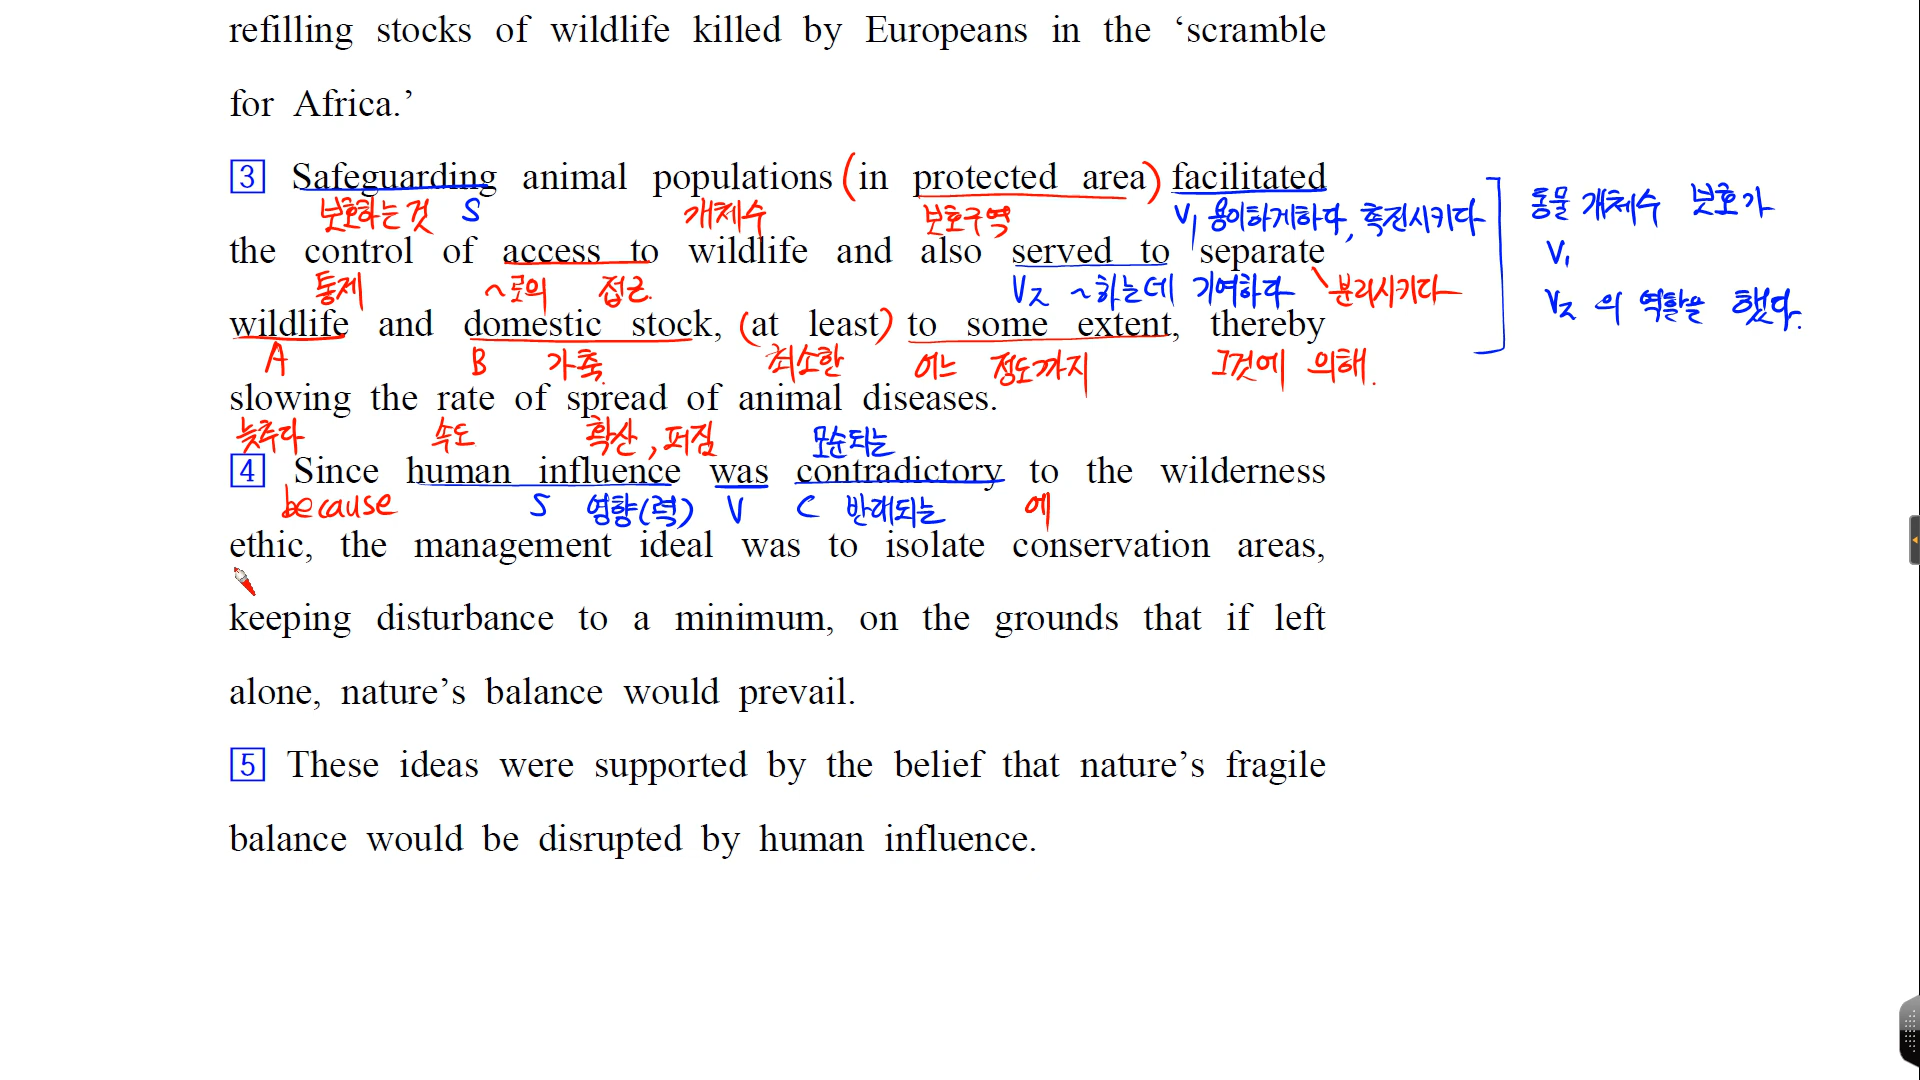 refilling stocks of wildlife killed by Europeans in the ‘scramble
for Africa.’
3 Safeguarding animal populations (in protected area) facilitated
보호하는 것 S 개체수 보호구역 V1 용이하게하다, 촉진시키다
동물 개체수 보호가
V1
V2 의 역할을 했다.
the control of access to wildlife and also served to separate
통제 ~로의 접근. V2 ~하는데 기여하다 분리시키다
wildlife and domestic stock, (at least) to some extent, thereby
A B 가축. 최소한 어느 정도까지 그것에 의해.
slowing the rate of spread of animal diseases.
늦추다 속도 확산, 퍼짐 모순되는
4 Since human influence was contradictory to the wilderness
because S 영향(력) V C 반대되는 에
ethic, the management ideal was to isolate conservation areas,
keeping disturbance to a minimum, on the grounds that if left
alone, nature’s balance would prevail.
5 These ideas were supported by the belief that nature’s fragile
balance would be disrupted by human influence.